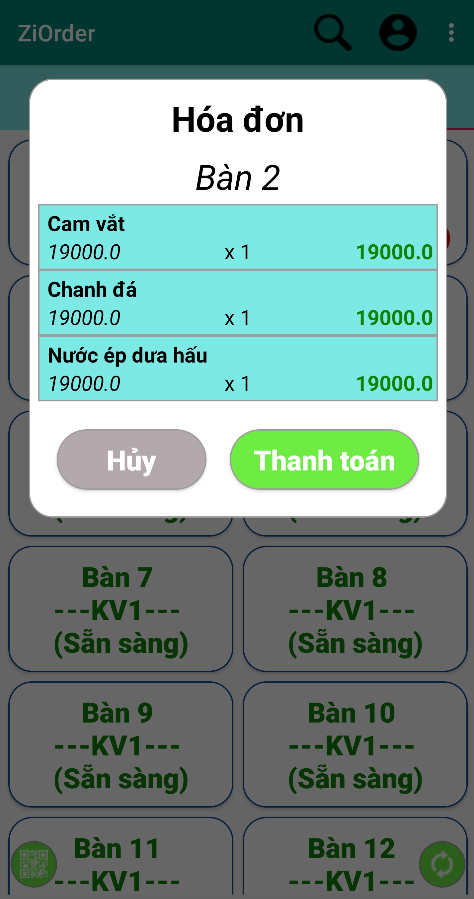 ZiOrder
Hóa đơn
Bàn 2
Cam vắt
19000.0 x 1 19000.0
Chanh đá
19000.0 x 1 19000.0
Nước ép dưa hấu
19000.0 x 1 19000.0
Hủy Thanh toán
Bàn 7 Bàn 8
---KV1--- ---KV1---
(Sẵn sàng) (Sẵn sàng)
Bàn 9 Bàn 10
---KV1--- ---KV1---
(Sẵn sàng) (Sẵn sàng)
Bàn 11 Bàn 12
---KV1--- ---KV1---